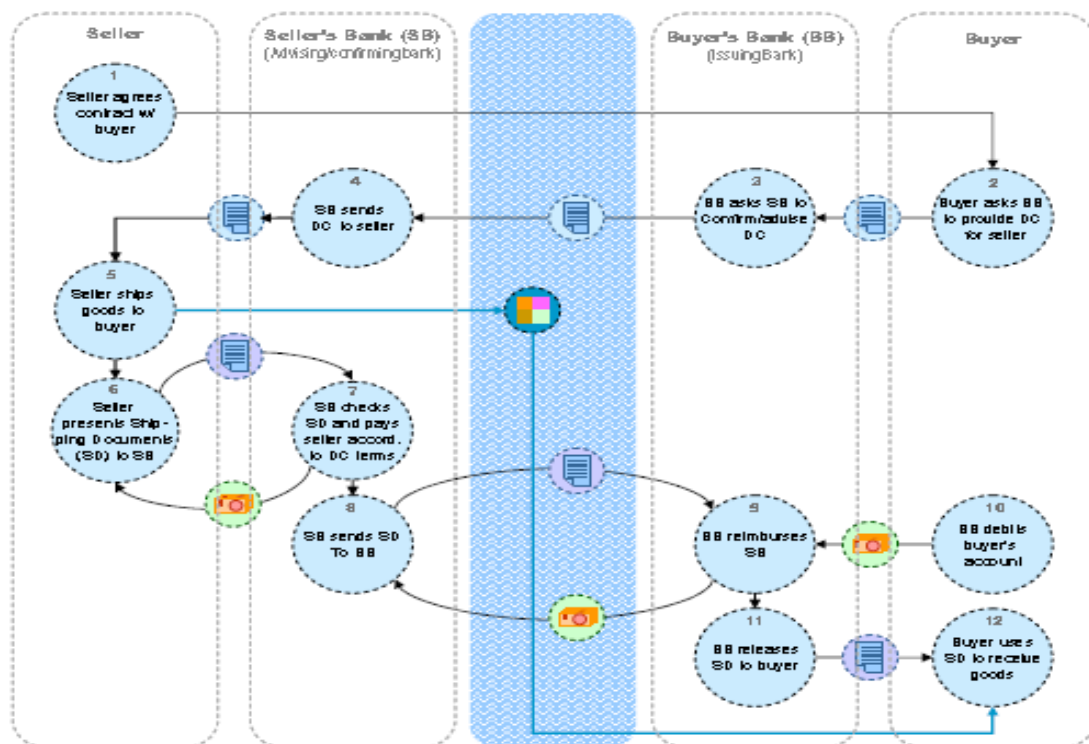 Seller
Seller's Bank (SB)
(Advising/confirmingbank)
Buyer's Bank (BB)
(IssuingBank)
Buyer
1
Seller agrees
contract w/
buyer
4
SB sends
DC to seller
3
BB asks SB to
Confirm/advise
DC
2
Buyer asks BB
to provide DC
for seller
5
Seller ships
goods to
buyer
6
Seller
presents Ship-
ping Documents
(SD) to SB
7
SB checks
SD and pays
seller accord.
to DC terms
8
SB sends SD
To BB
9
BB reimburses
SB
10
BB debits
buyer's
account
11
BB releases
SD to buyer
12
Buyer uses
SD to receive
goods